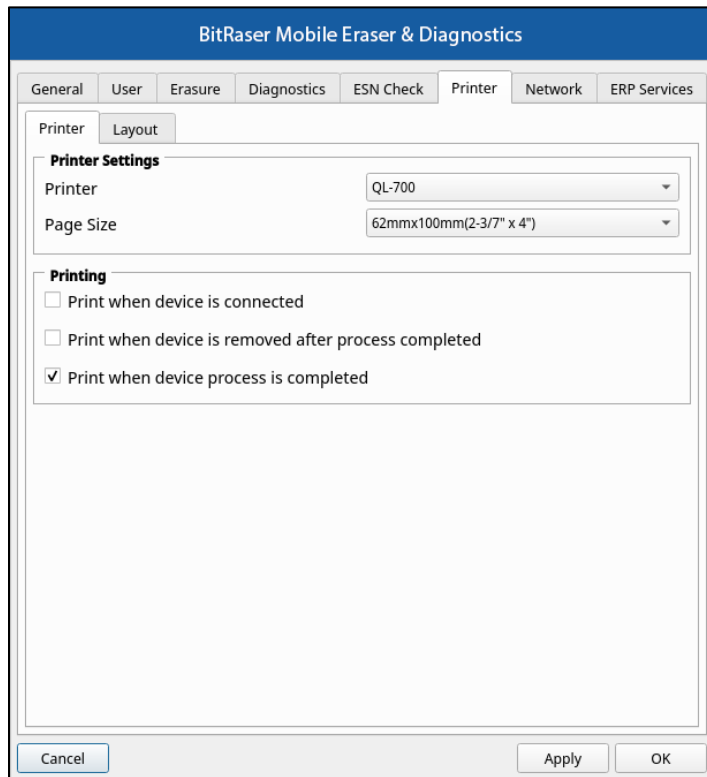 BitRaser Mobile Eraser & Diagnostics
General User Erasure Diagnostics ESN Check Printer Network ERP Services
Printer Layout
Printer Settings
Printer QL-700
Page Size 62mmx100mm(2-3/7" x 4")
Printing
Print when device is connected
Print when device is removed after process completed
Print when device process is completed
Cancel Apply OK